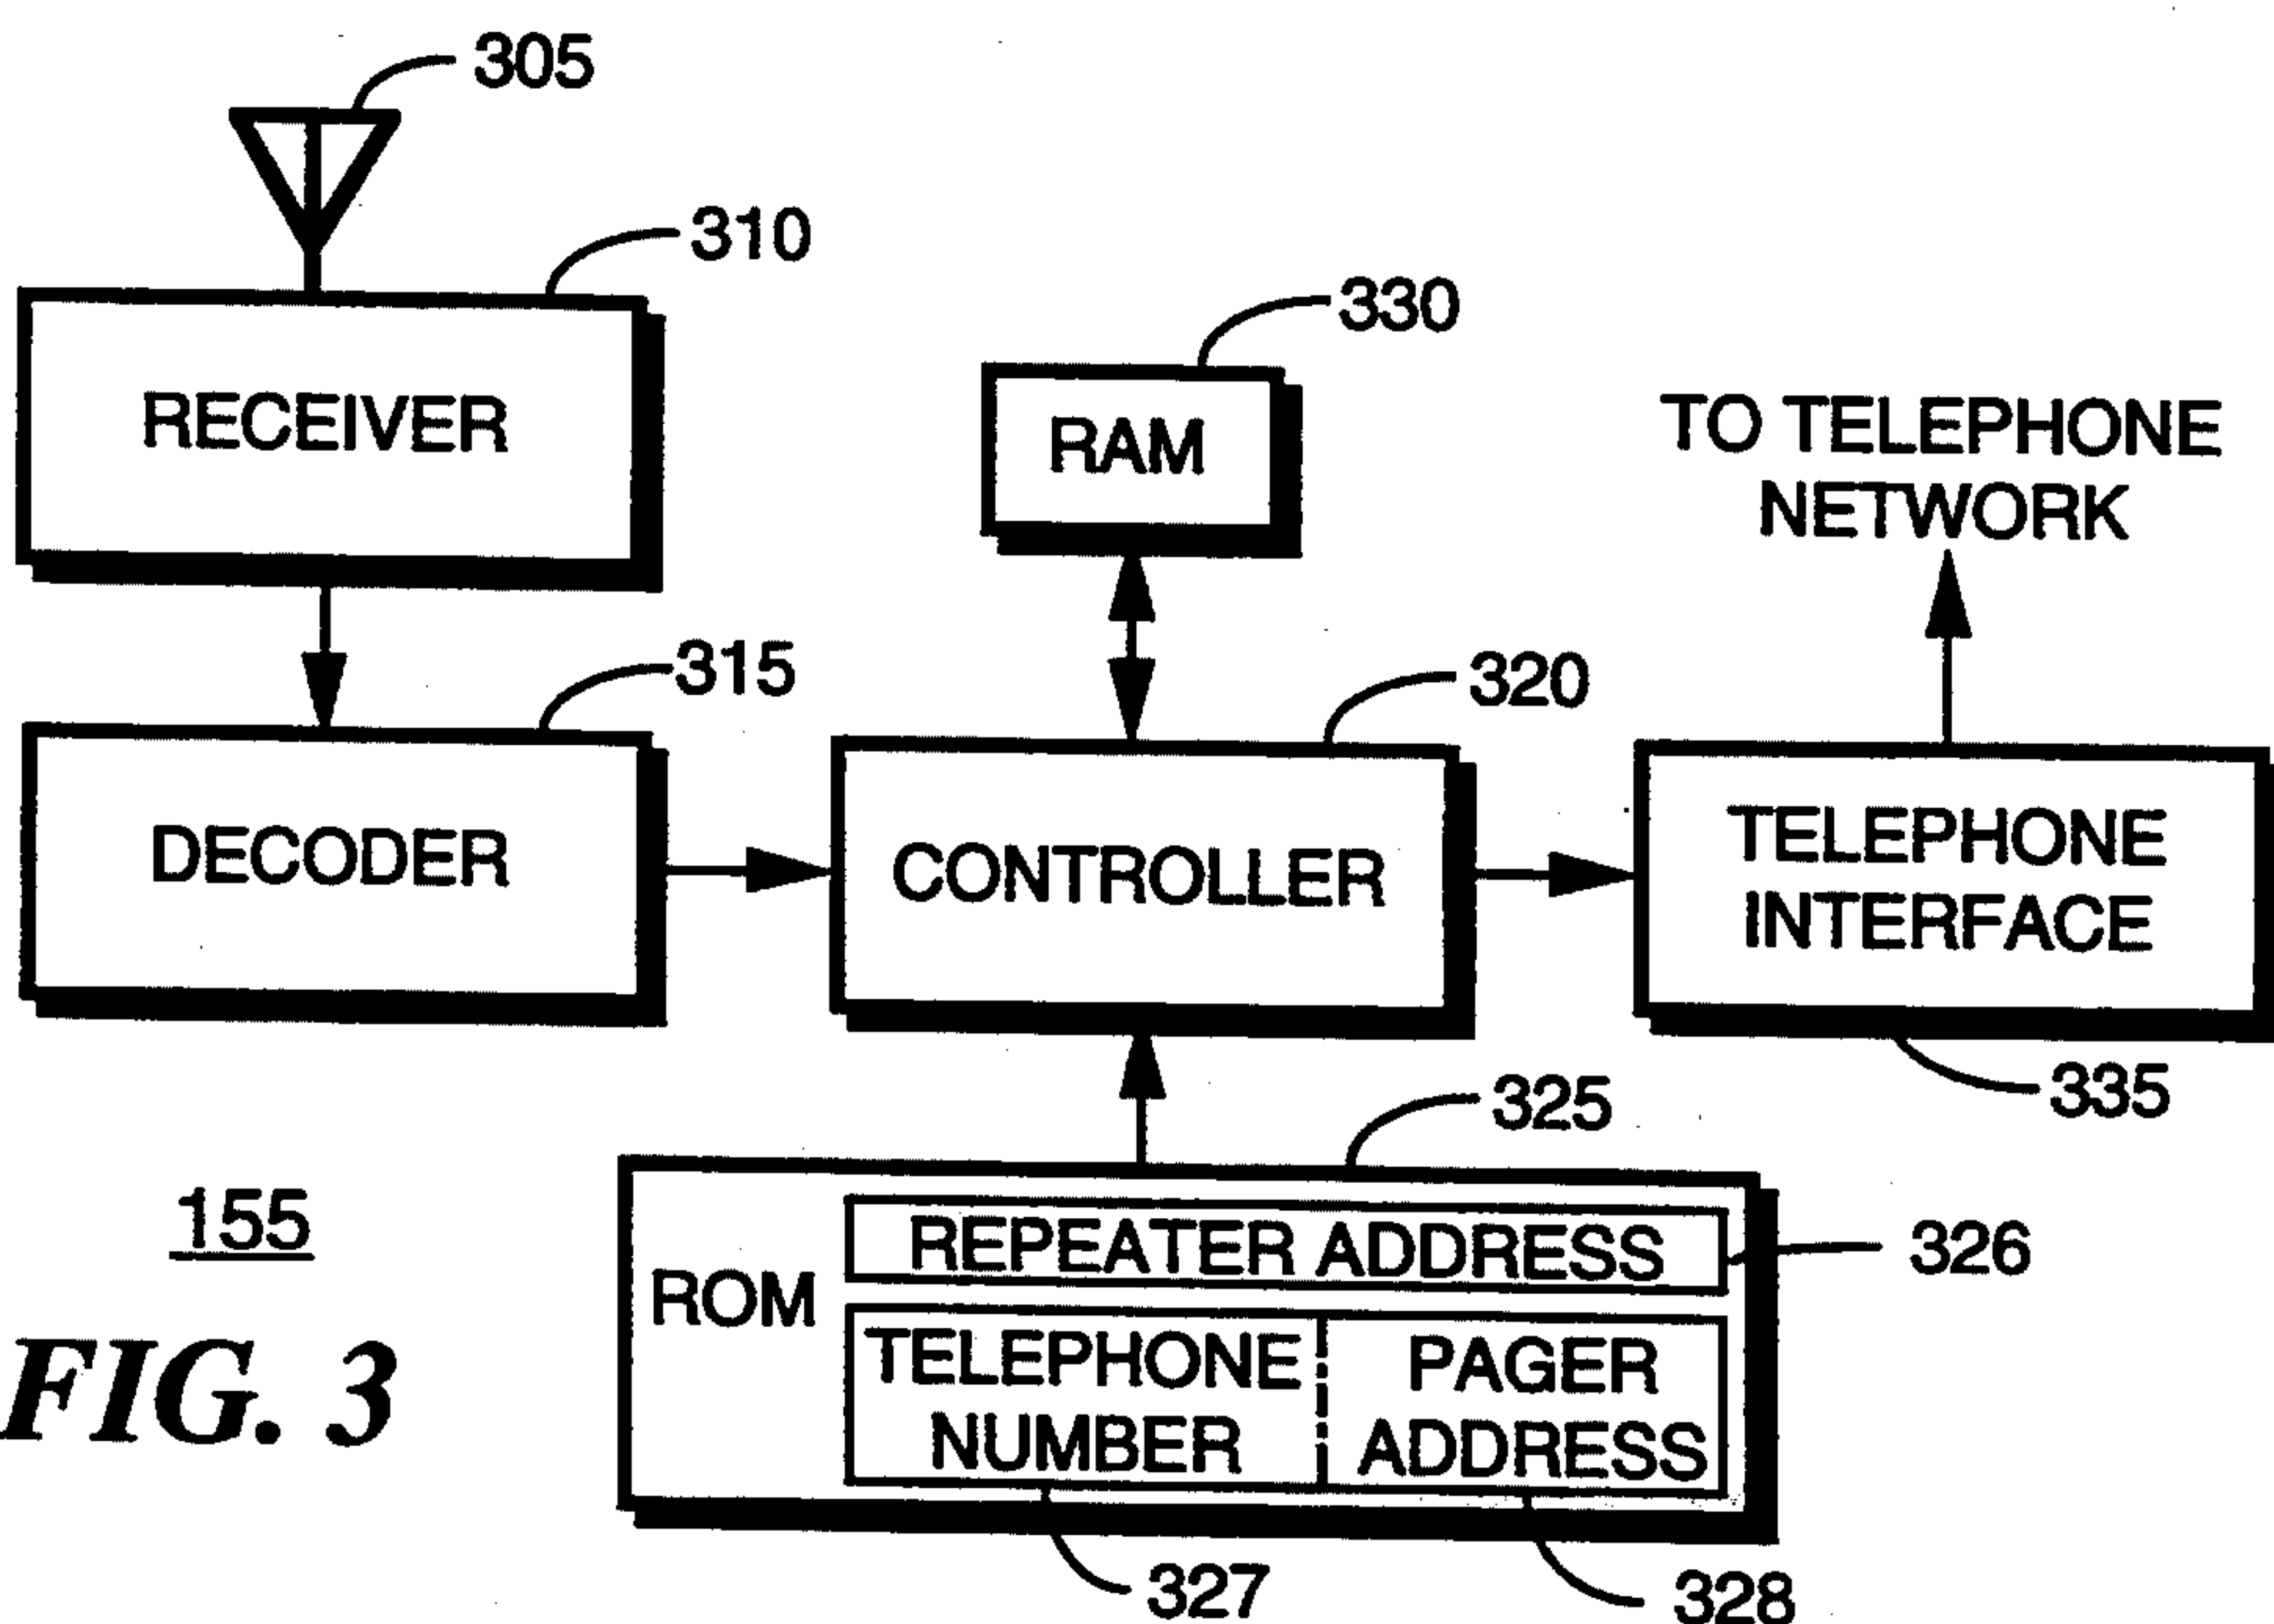 305
310
RECEIVER
330
RAM
TO TELEPHONE
NETWORK
315
DECODER
320
CONTROLLER
TELEPHONE
INTERFACE
335
325
ROM
REPEATER ADDRESS
326
TELEPHONE
NUMBER
PAGER
ADDRESS
327
328
155
FIG. 3